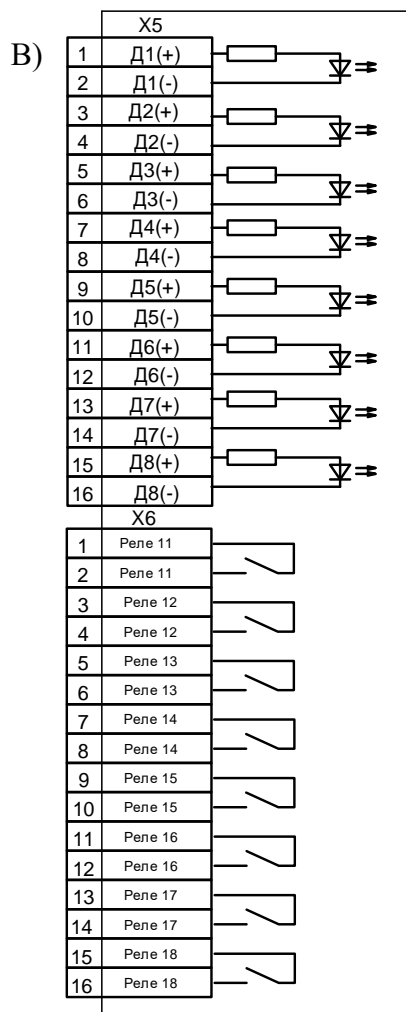 В)
X5
1 Д1(+)
2 Д1(-)
3 Д2(+)
4 Д2(-)
5 Д3(+)
6 Д3(-)
7 Д4(+)
8 Д4(-)
9 Д5(+)
10 Д5(-)
11 Д6(+)
12 Д6(-)
13 Д7(+)
14 Д7(-)
15 Д8(+)
16 Д8(-)
X6
1 Реле 11
2 Реле 11
3 Реле 12
4 Реле 12
5 Реле 13
6 Реле 13
7 Реле 14
8 Реле 14
9 Реле 15
10 Реле 15
11 Реле 16
12 Реле 16
13 Реле 17
14 Реле 17
15 Реле 18
16 Реле 18